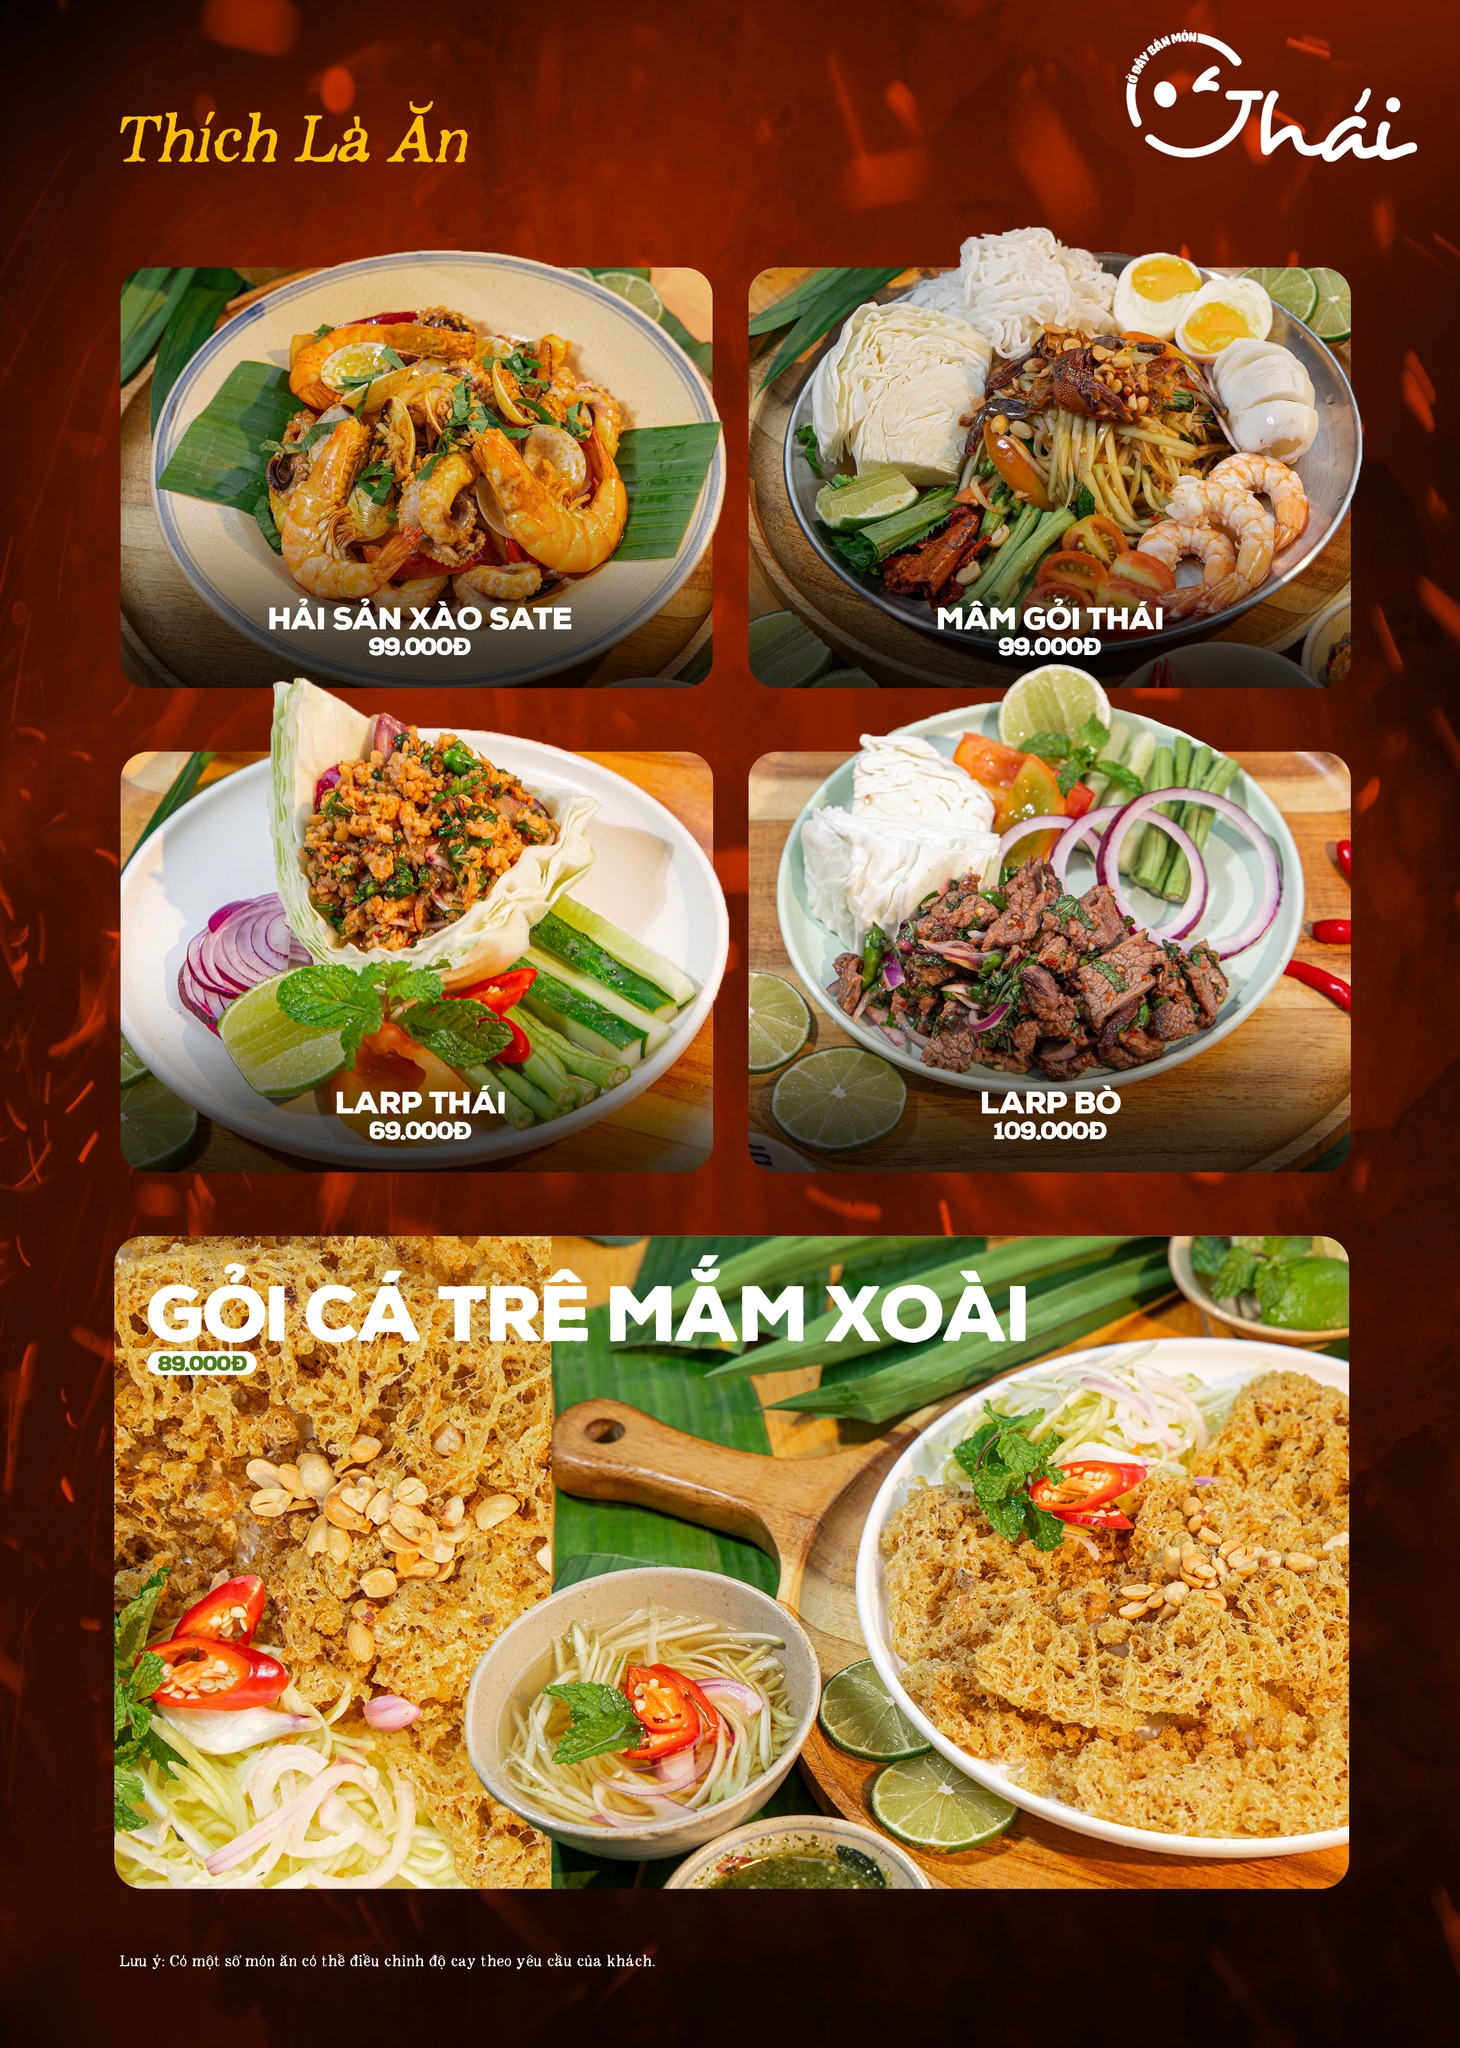 Ở ĐÂY BÁN MÓN
Thái
Thích Là Ăn
HẢI SẢN XÀO SATE
99.000Đ
MÂM GỎI THÁI
99.000Đ
LARP THÁI
69.000Đ
LARP BÒ
109.000Đ
GỎI CÁ TRÊ MẮM XOÀI
89.000Đ
Lưu ý: Có một số món ăn có thể điều chỉnh độ cay theo yêu cầu của khách.